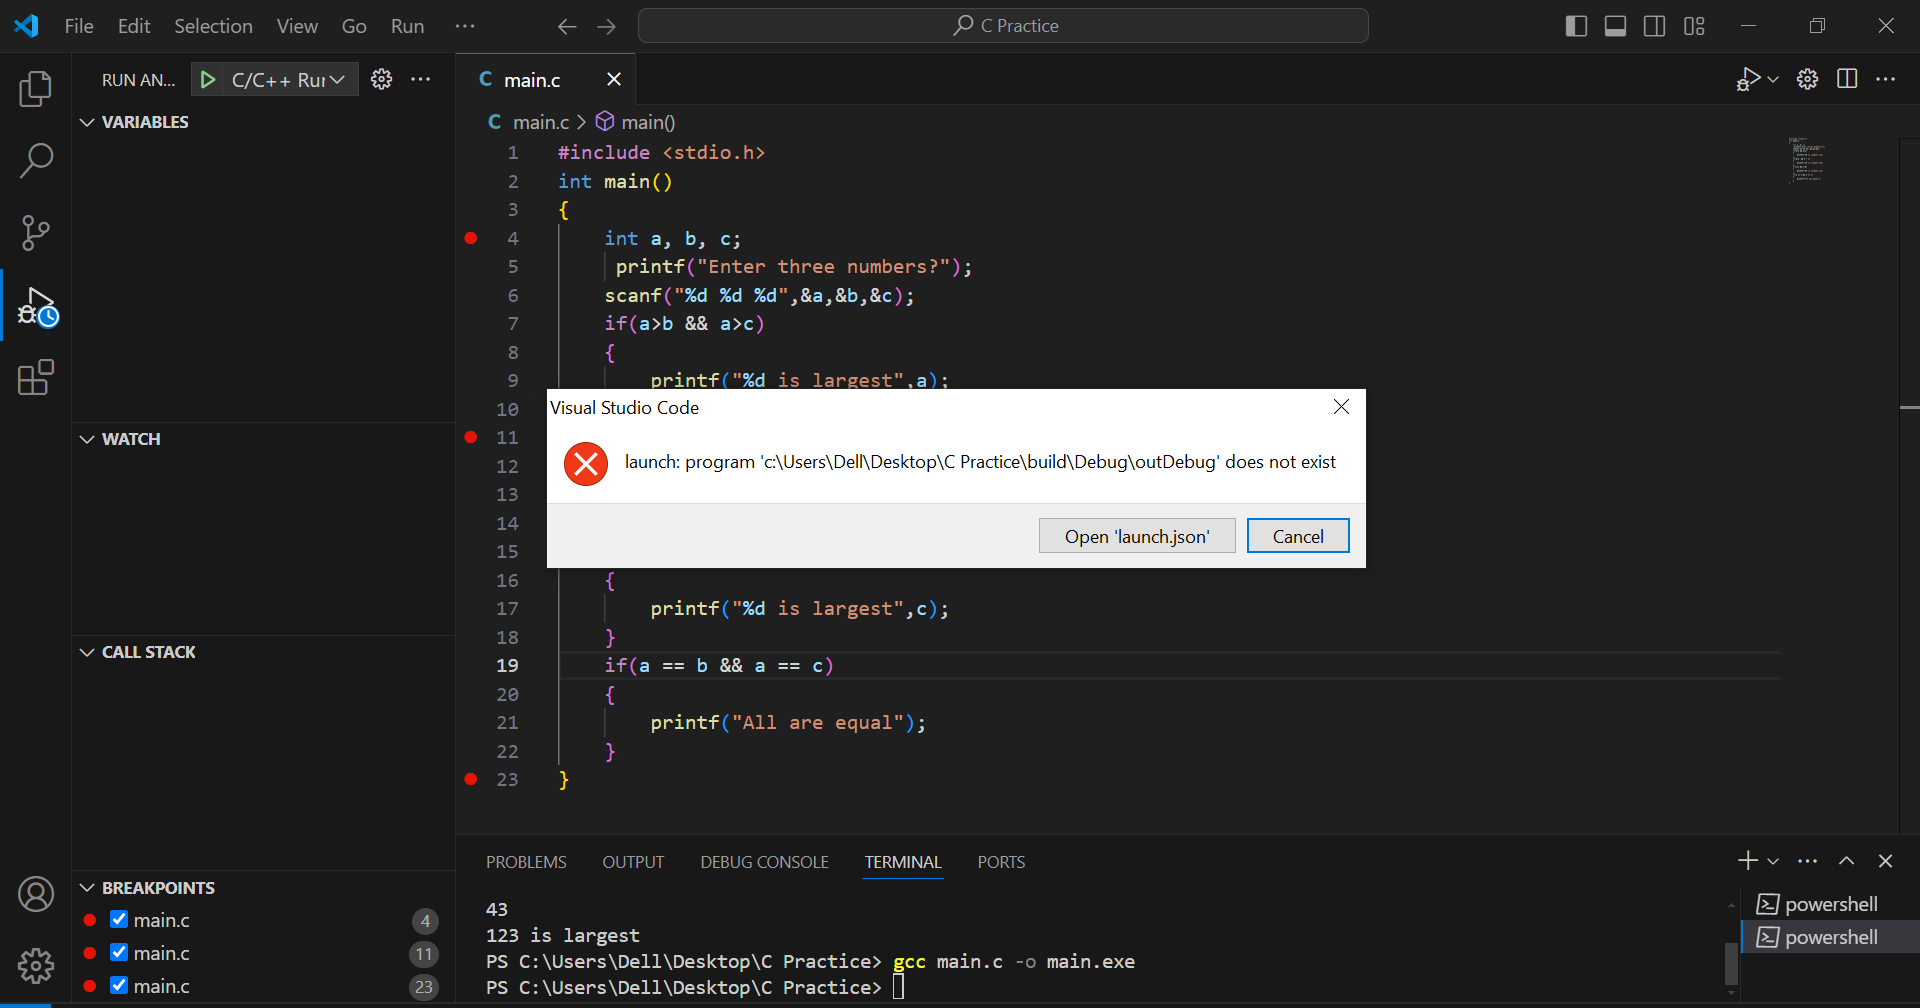 File Edit Selection View Go Run ··· C Practice
RUN AN... C/C++ Rur
VARIABLES
WATCH
CALL STACK
BREAKPOINTS
main.c 4
main.c 11
main.c 23
C main.c
C main.c > main()
1 #include <stdio.h>
2 int main()
3 {
4 int a, b, c;
5 printf("Enter three numbers?");
6 scanf("%d %d %d",&a,&b,&c);
7 if(a>b && a>c)
8 {
9 printf("%d is largest",a);
10
11
12
13
14
15
16 {
17 printf("%d is largest",c);
18 }
19 if(a == b && a == c)
20 {
21 printf("All are equal");
22 }
23 }
Visual Studio Code
launch: program 'c:\Users\Dell\Desktop\C Practice\build\Debug\outDebug' does not exist
Open 'launch.json' Cancel
PROBLEMS OUTPUT DEBUG CONSOLE TERMINAL PORTS
43
123 is largest
PS C:\Users\Dell\Desktop\C Practice> gcc main.c -o main.exe
PS C:\Users\Dell\Desktop\C Practice>
powershell
powershell